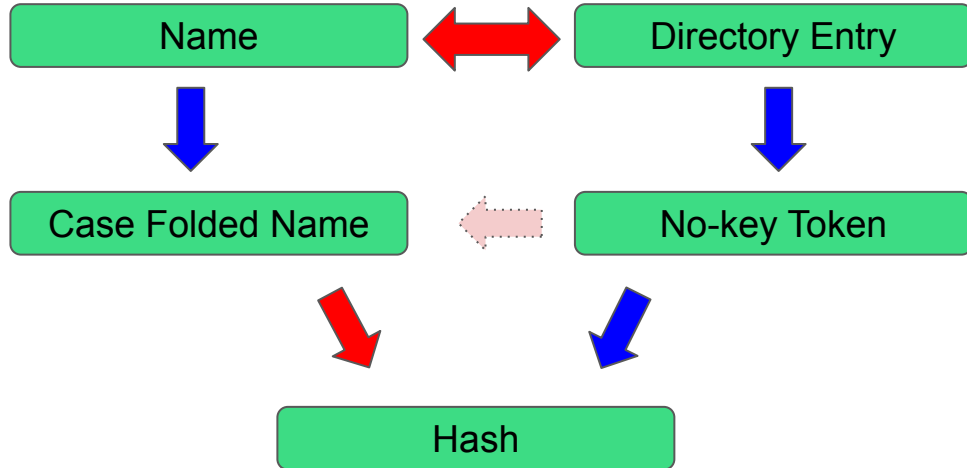 Name
Directory Entry
Case Folded Name
No-key Token
Hash